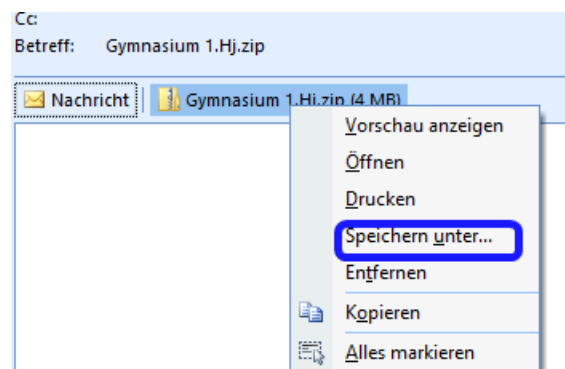 Cc:
Betreff: Gymnasium 1.Hj.zip
Nachricht Gymnasium 1.Hj.zip (4 MB)
Vorschau anzeigen
Öffnen
Drucken
Speichern unter...
Entfernen
Kopieren
Alles markieren